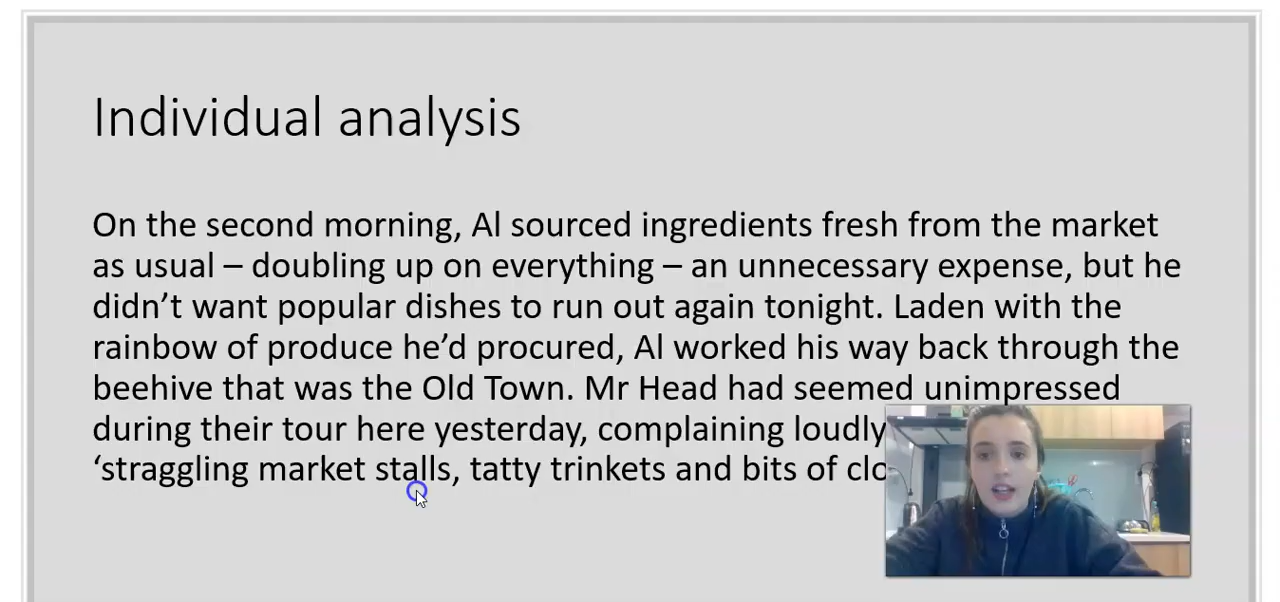 Individual analysis
On the second morning, Al sourced ingredients fresh from the market
as usual – doubling up on everything – an unnecessary expense, but he
didn’t want popular dishes to run out again tonight. Laden with the
rainbow of produce he’d procured, Al worked his way back through the
beehive that was the Old Town. Mr Head had seemed unimpressed
during their tour here yesterday, complaining loudly
‘straggling market stalls, tatty trinkets and bits of